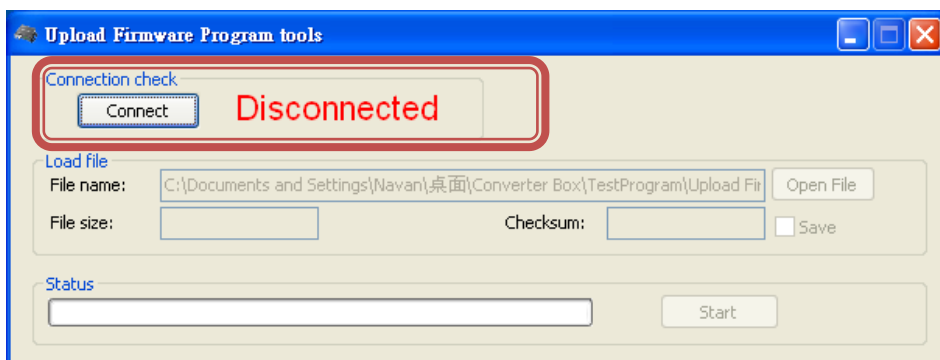 Upload Firmware Program tools
Connection check
Connect Disconnected
Load file
File name: C:\Documents and Settings\Navan\桌面\Converter Box\TestProgram\Upload Fir Open File
File size: Checksum: Save
Status
Start